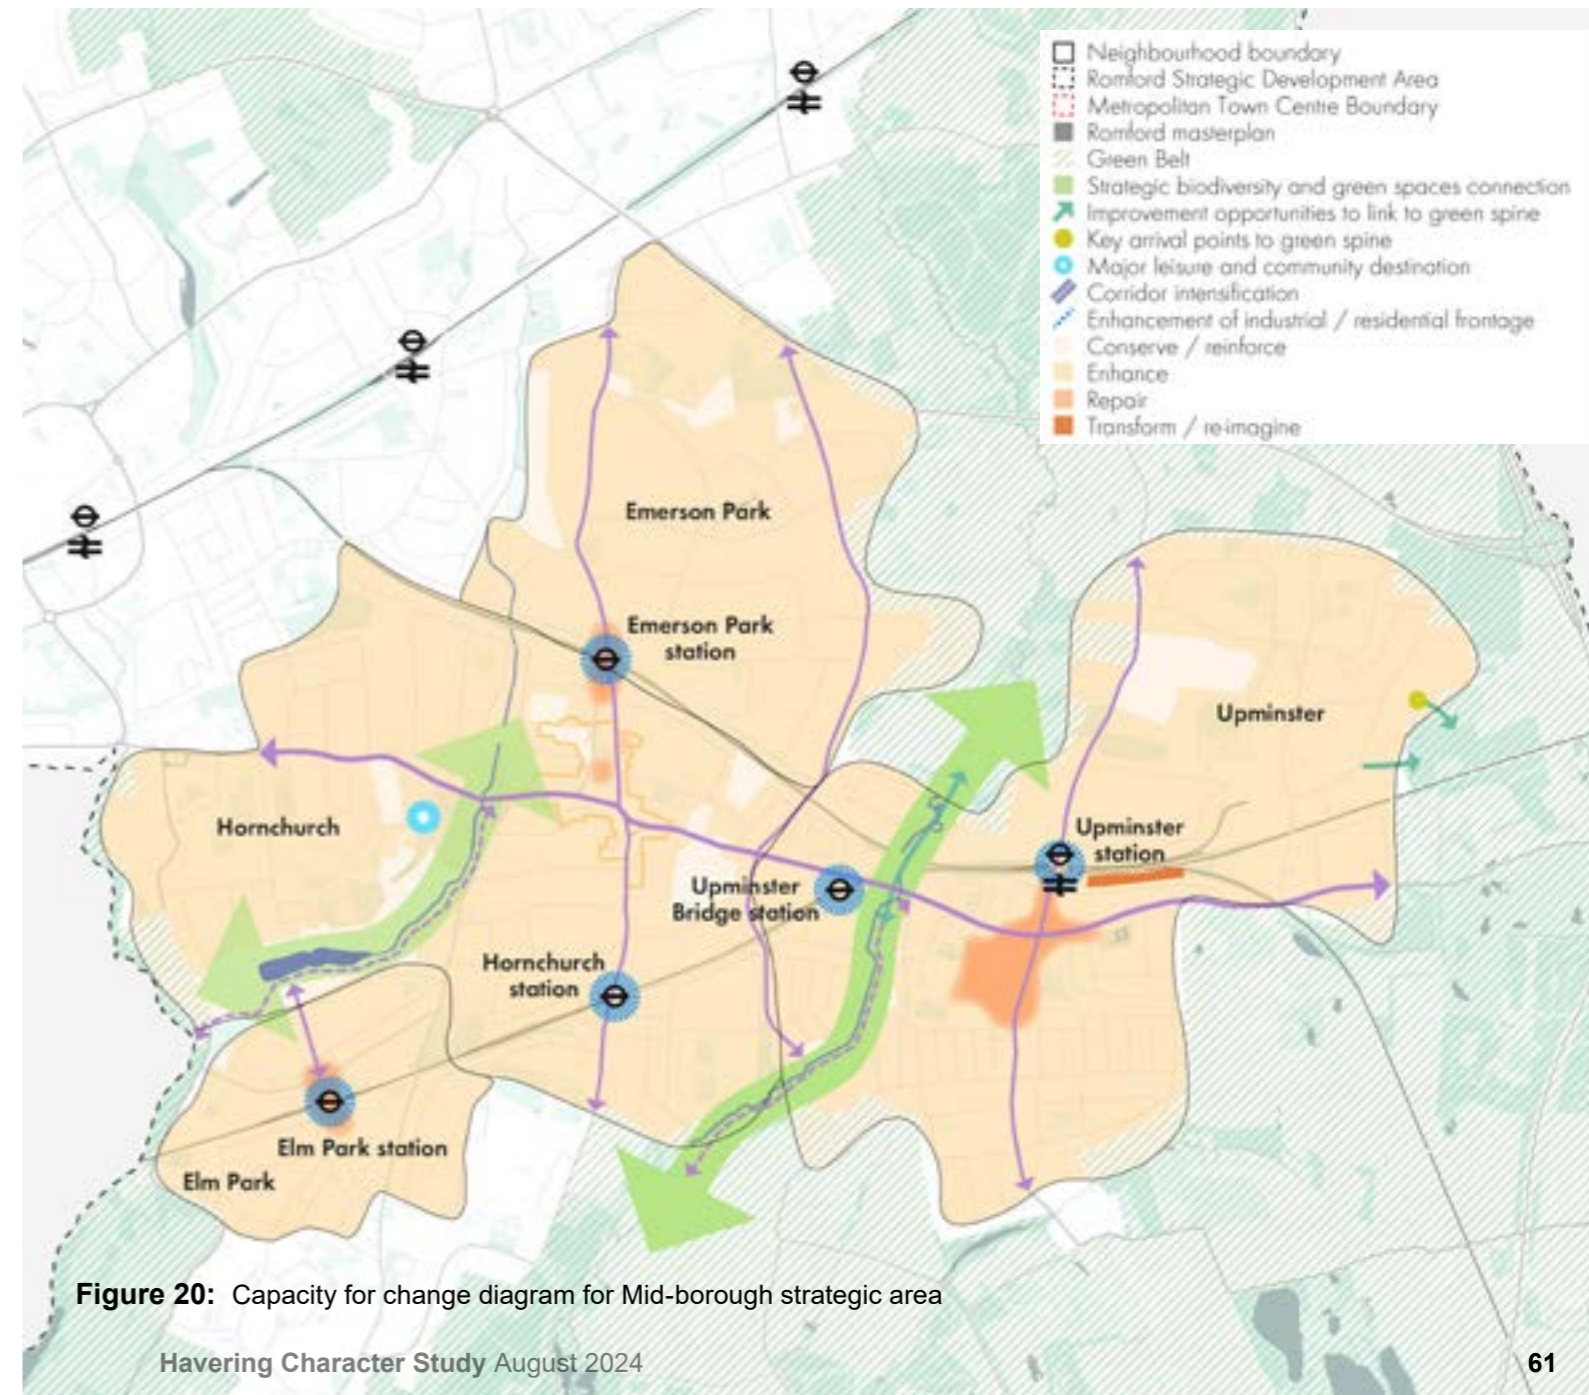 Neighbourhood boundary
Romford Strategic Development Area
Metropolitan Town Centre Boundary
Romford masterplan
Green Belt
Strategic biodiversity and green spaces connection
Improvement opportunities to link to green spine
Key arrival points to green spine
Major leisure and community destination
Corridor intensification
Enhancement of industrial / residential frontage
Conserve / reinforce
Enhance
Repair
Transform / re-imagine
Emerson Park
Emerson Park
station
Upminster
Hornchurch
Upminster
station
Upminster
Bridge station
Hornchurch
station
Elm Park station
Elm Park
Figure 20: Capacity for change diagram for Mid-borough strategic area
Havering Character Study August 2024
61